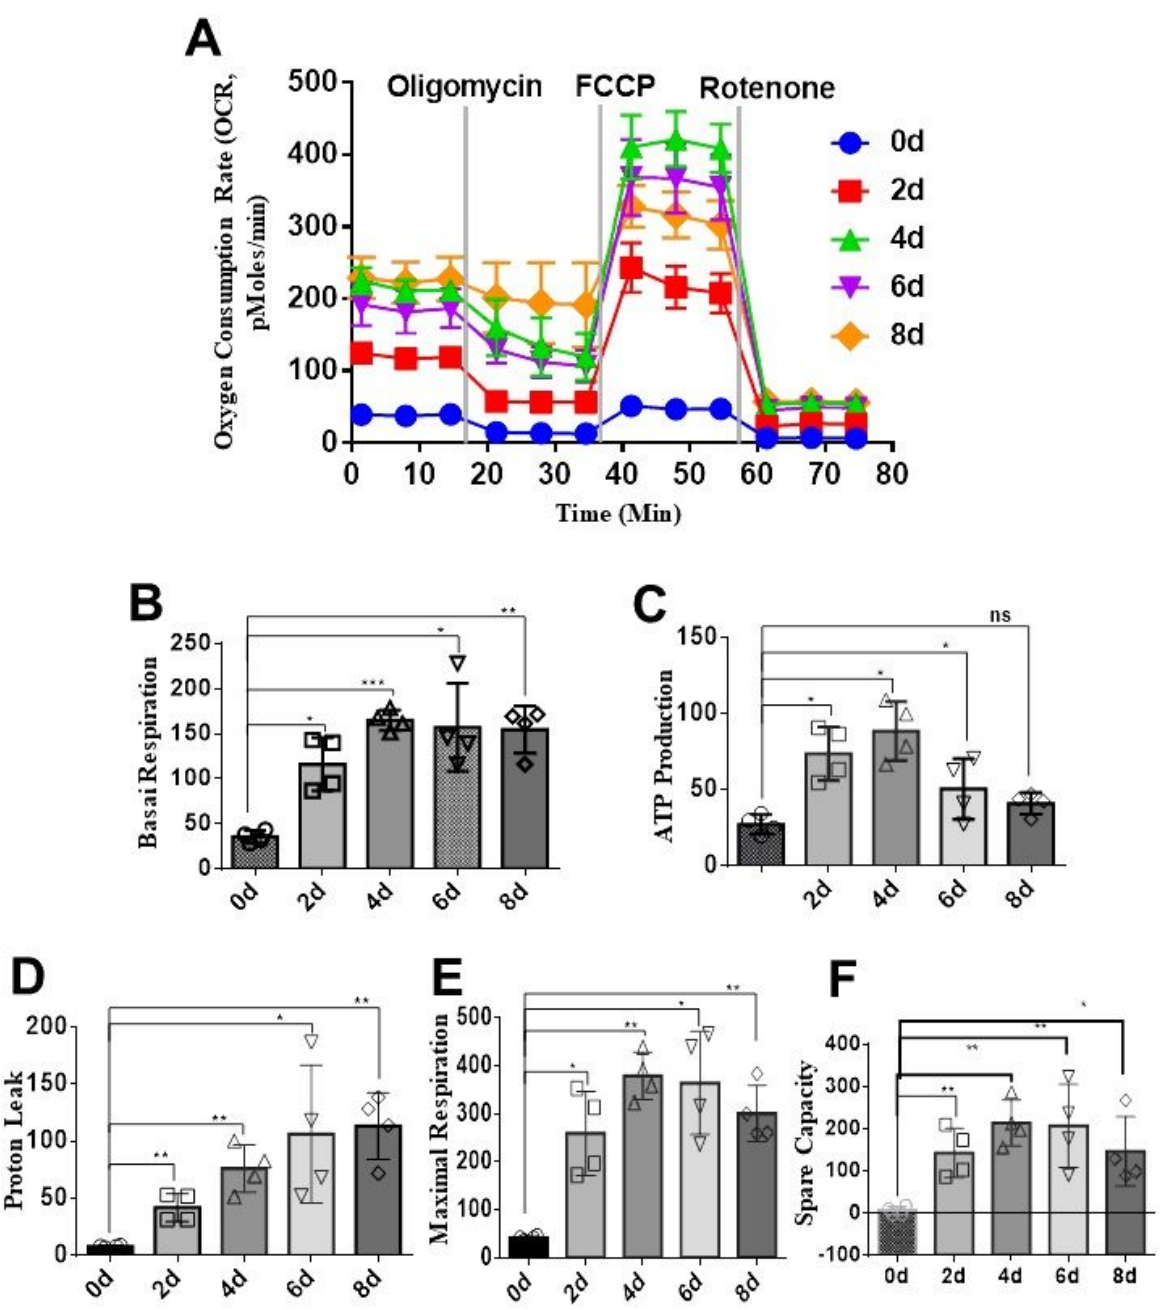 A
Oxygen Consumption Rate (OCR,
pMoles/min)
500
400
300
200
100
0
Oligomycin
FCCP
Rotenone
0d
2d
4d
6d
8d
0 10 20 30 40 50 60 70 80
Time (Min)
B
Basai Respiration
250
200
150
100
50
0
*
***
*
**
0d 2d 4d 6d 8d
C
ATP Production
150
100
50
0
*
*
*
ns
2d 4d 6d 8d
D
Proton Leak
200
150
100
50
0
**
**
*
**
0d 2d 4d 6d 8d
E
Maximal Respiration
500
400
300
200
100
0
*
**
*
**
0d 2d 4d 6d 8d
F
Spare Capacity
400
300
200
100
0
-100
**
**
**
*
0d 2d 4d 6d 8d